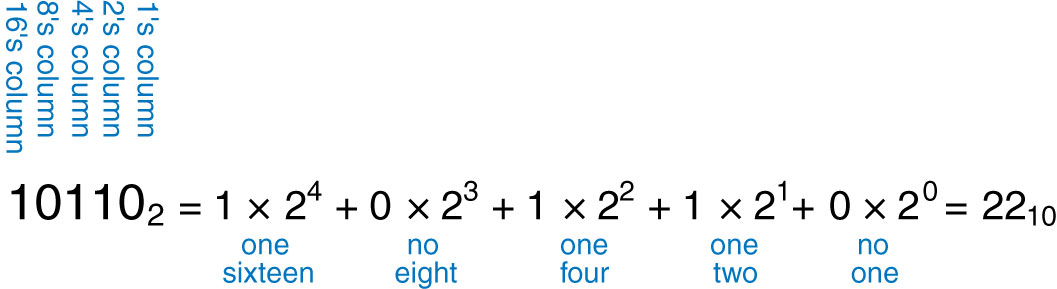 1's column
2's column
4's column
8's column
16's column
10110₂ = 1 × 2⁴ + 0 × 2³ + 1 × 2² + 1 × 2¹ + 0 × 2⁰ = 22₁₀
one no one one no
sixteen eight four two one